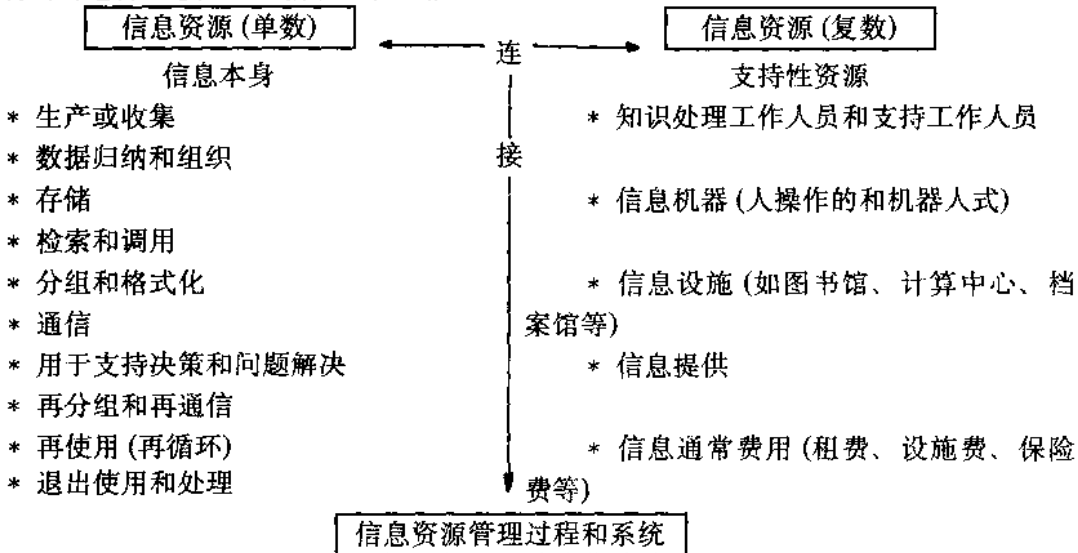 信息资源(单数)
信息资源(复数)
连
接
信息本身
* 生产或收集
* 数据归纳和组织
* 存储
* 检索和调用
* 分组和格式化
* 通信
* 用于支持决策和问题解决
* 再分组和再通信
* 再使用(再循环)
* 退出使用和处理
支持性资源
* 知识处理工作人员和支持工作人员
* 信息机器(人操作的和机器人式)
* 信息设施(如图书馆、计算中心、档
案馆等)
* 信息提供
* 信息通常费用(租费、设施费、保险
费等)
信息资源管理过程和系统